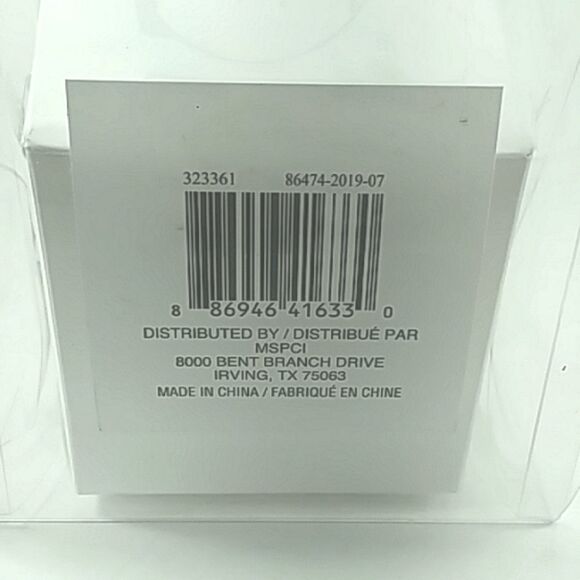 323361 86474-2019-07
8 86946 41633 0
DISTRIBUTED BY / DISTRIBUÉ PAR
MSPCI
8000 BENT BRANCH DRIVE
IRVING, TX 75063
MADE IN CHINA / FABRIQUÉ EN CHINE